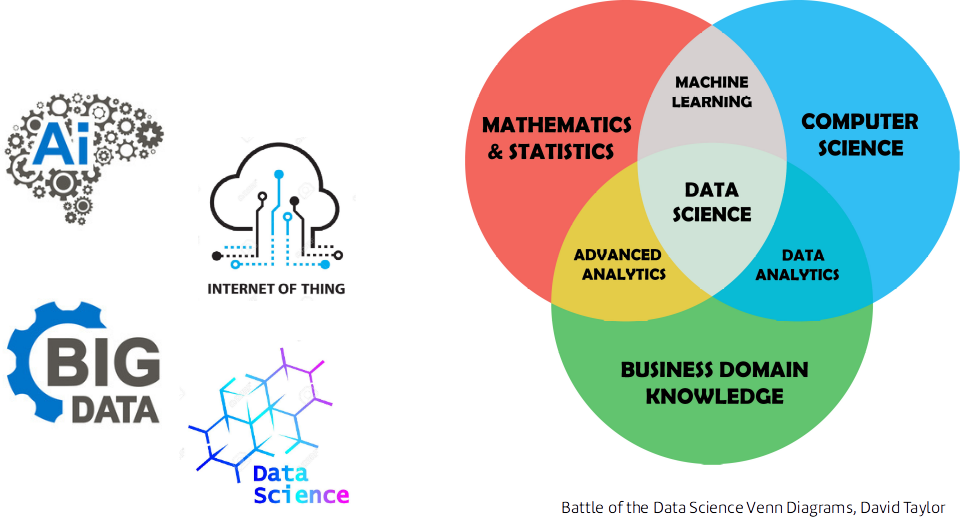 Ai
INTERNET OF THING
BIG
DATA
Data
Science
MATHEMATICS
& STATISTICS
MACHINE
LEARNING
COMPUTER
SCIENCE
DATA
SCIENCE
ADVANCED
ANALYTICS
DATA
ANALYTICS
BUSINESS DOMAIN
KNOWLEDGE
Battle of the Data Science Venn Diagrams, David Taylor